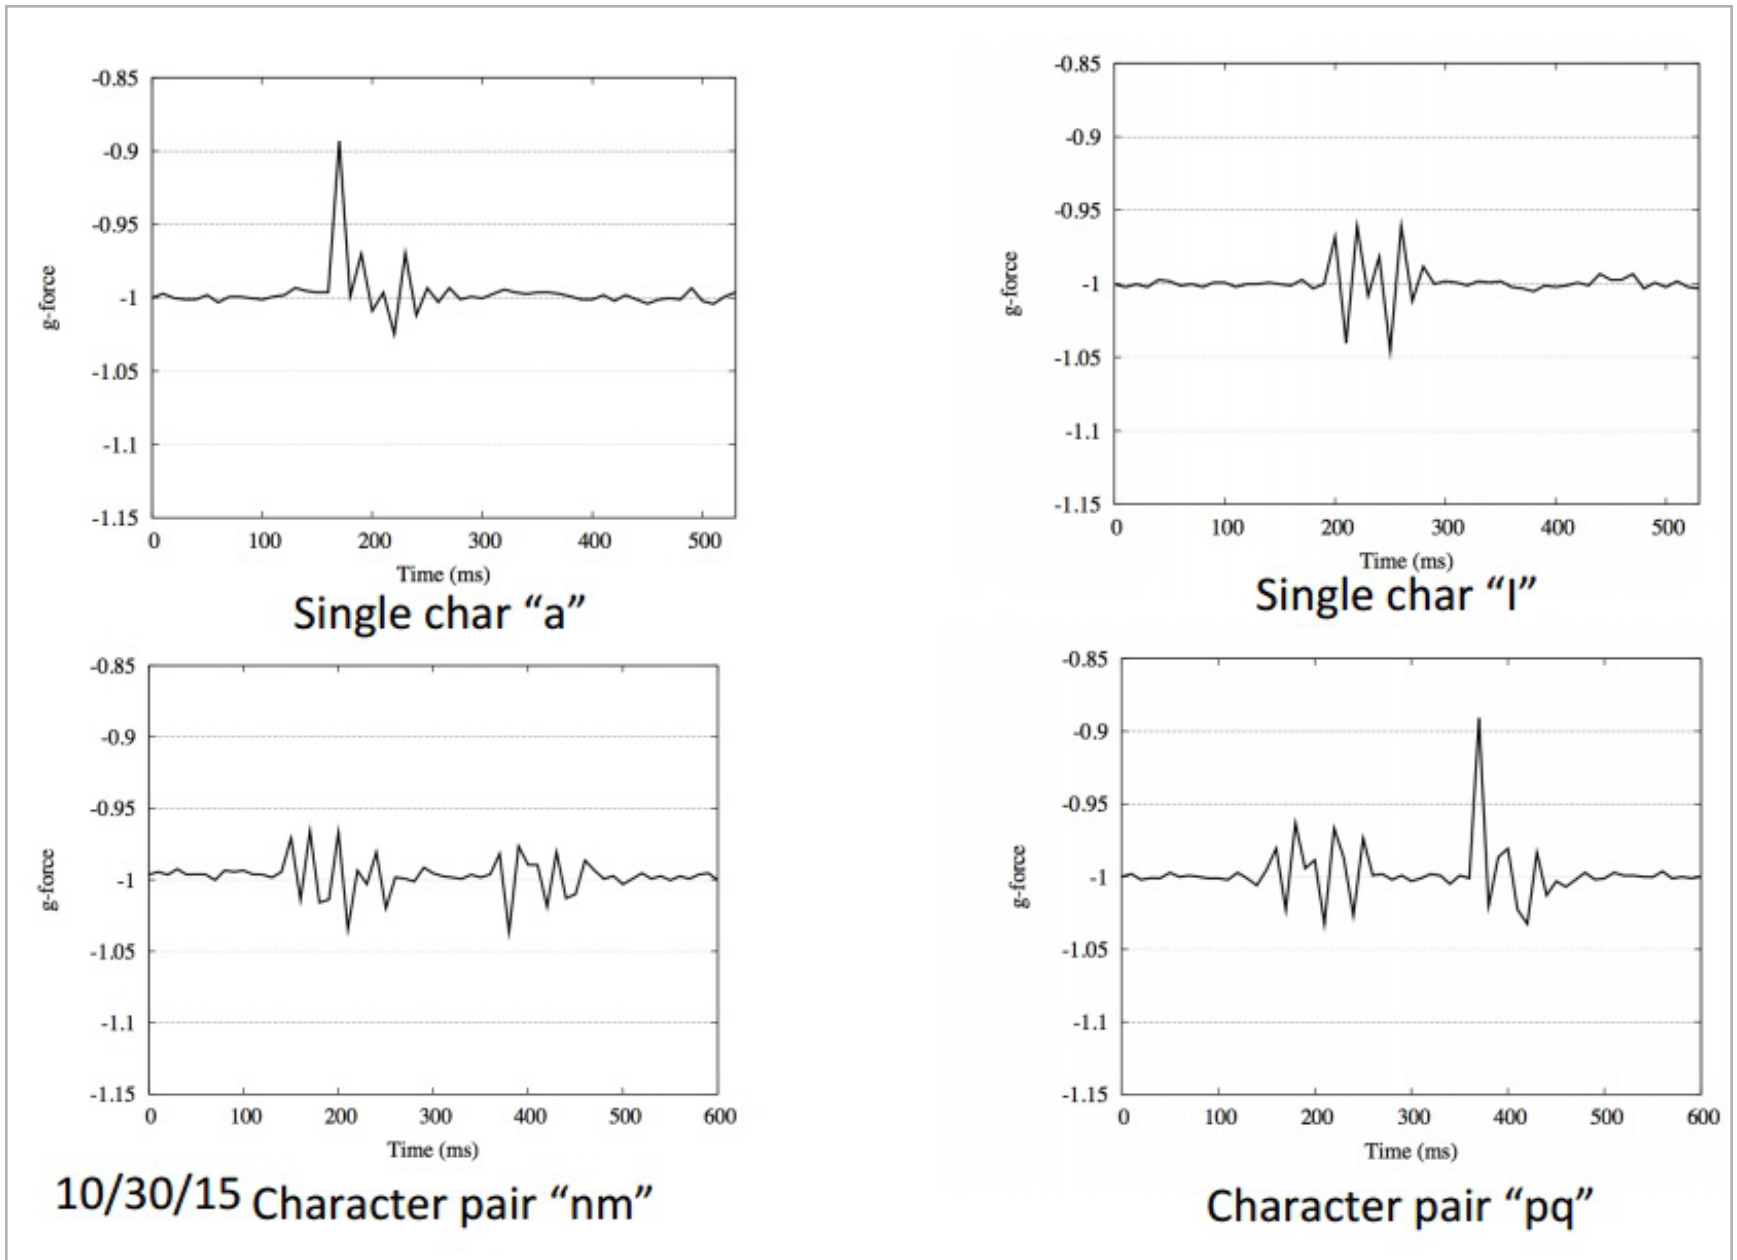 -0.85
-0.9
-0.95
-1
-1.05
-1.1
-1.15
g-force
0 100 200 300 400 500
Time (ms)
Single char “a”
-0.85
-0.9
-0.95
-1
-1.05
-1.1
-1.15
g-force
0 100 200 300 400 500
Time (ms)
Single char “l”
-0.85
-0.9
-0.95
-1
-1.05
-1.1
-1.15
g-force
0 100 200 300 400 500 600
Time (ms)
10/30/15 Character pair “nm”
-0.85
-0.9
-0.95
-1
-1.05
-1.1
-1.15
g-force
0 100 200 300 400 500 600
Time (ms)
Character pair “pq”